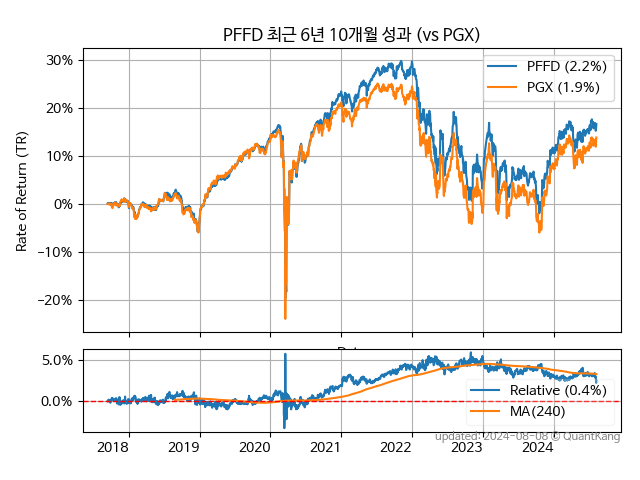 PFFD 최근 6년 10개월 성과 (vs PGX)
30%
20%
10%
0%
−10%
−20%
Rate of Return (TR)
PFFD (2.2%)
PGX (1.9%)
5.0%
0.0%
Relative (0.4%)
MA(240)
2018 2019 2020 2021 2022 2023 2024
updated: 2024-08-08 © QuantKang